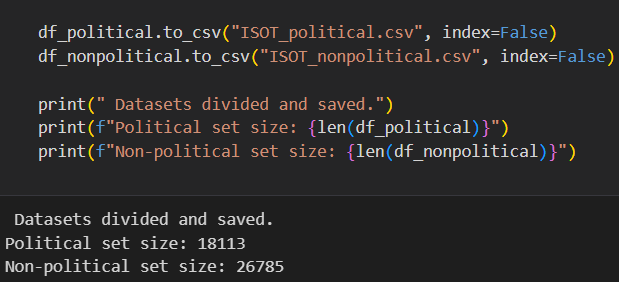 df_political.to_csv("ISOT_political.csv", index=False)
df_nonpolitical.to_csv("ISOT_nonpolitical.csv", index=False)
print(" Datasets divided and saved.")
print(f"Political set size: {len(df_political)}")
print(f"Non-political set size: {len(df_nonpolitical)}")
Datasets divided and saved.
Political set size: 18113
Non-political set size: 26785